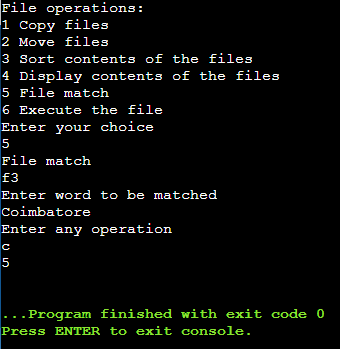 File operations:
1 Copy files
2 Move files
3 Sort contents of the files
4 Display contents of the files
5 File match
6 Execute the file
Enter your choice
5
File match
f3
Enter word to be matched
Coimbatore
Enter any operation
c
5
...Program finished with exit code 0
Press ENTER to exit console.